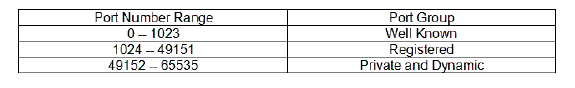 Port Number Range Port Group
0 -- 1023 Well Known
1024 -- 49151 Registered
49152 -- 65535 Private and Dynamic